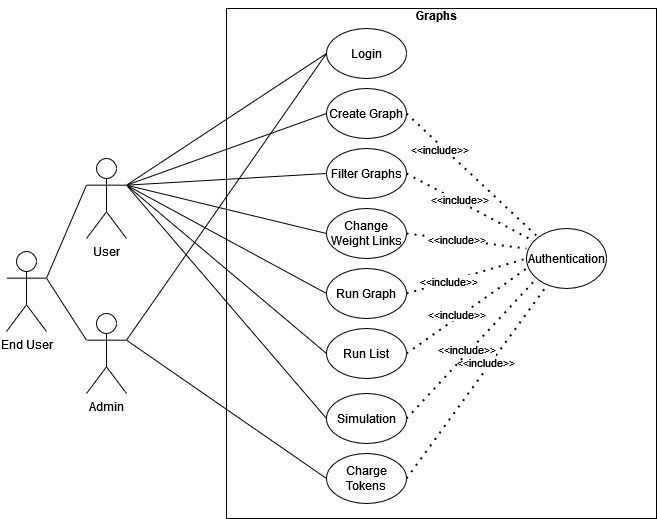 Graphs
Login
Create Graph
<<include>>
Filter Graphs
<<include>>
Change
Weight Links
<<include>>
User
Authentication
Run Graph
<<include>>
End User
<<include>>
Run List
<<include>>
<<include>>
Admin
Simulation
Charge
Tokens